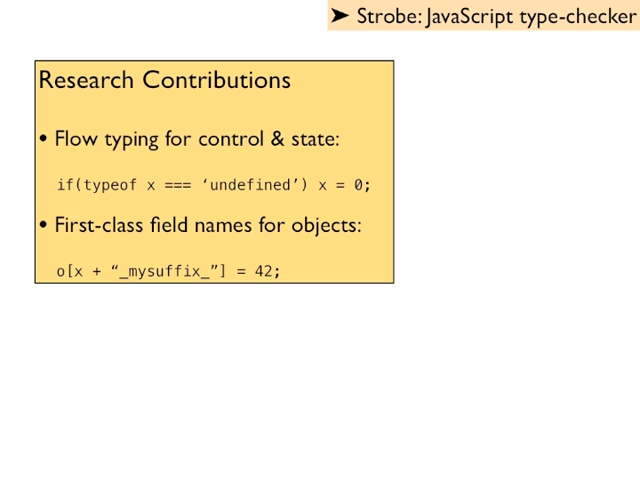 ➤ Strobe: JavaScript type-checker
Research Contributions
• Flow typing for control & state:
if(typeof x === ‘undefined’) x = 0;
• First-class field names for objects:
o[x + “_mysuffix_”] = 42;